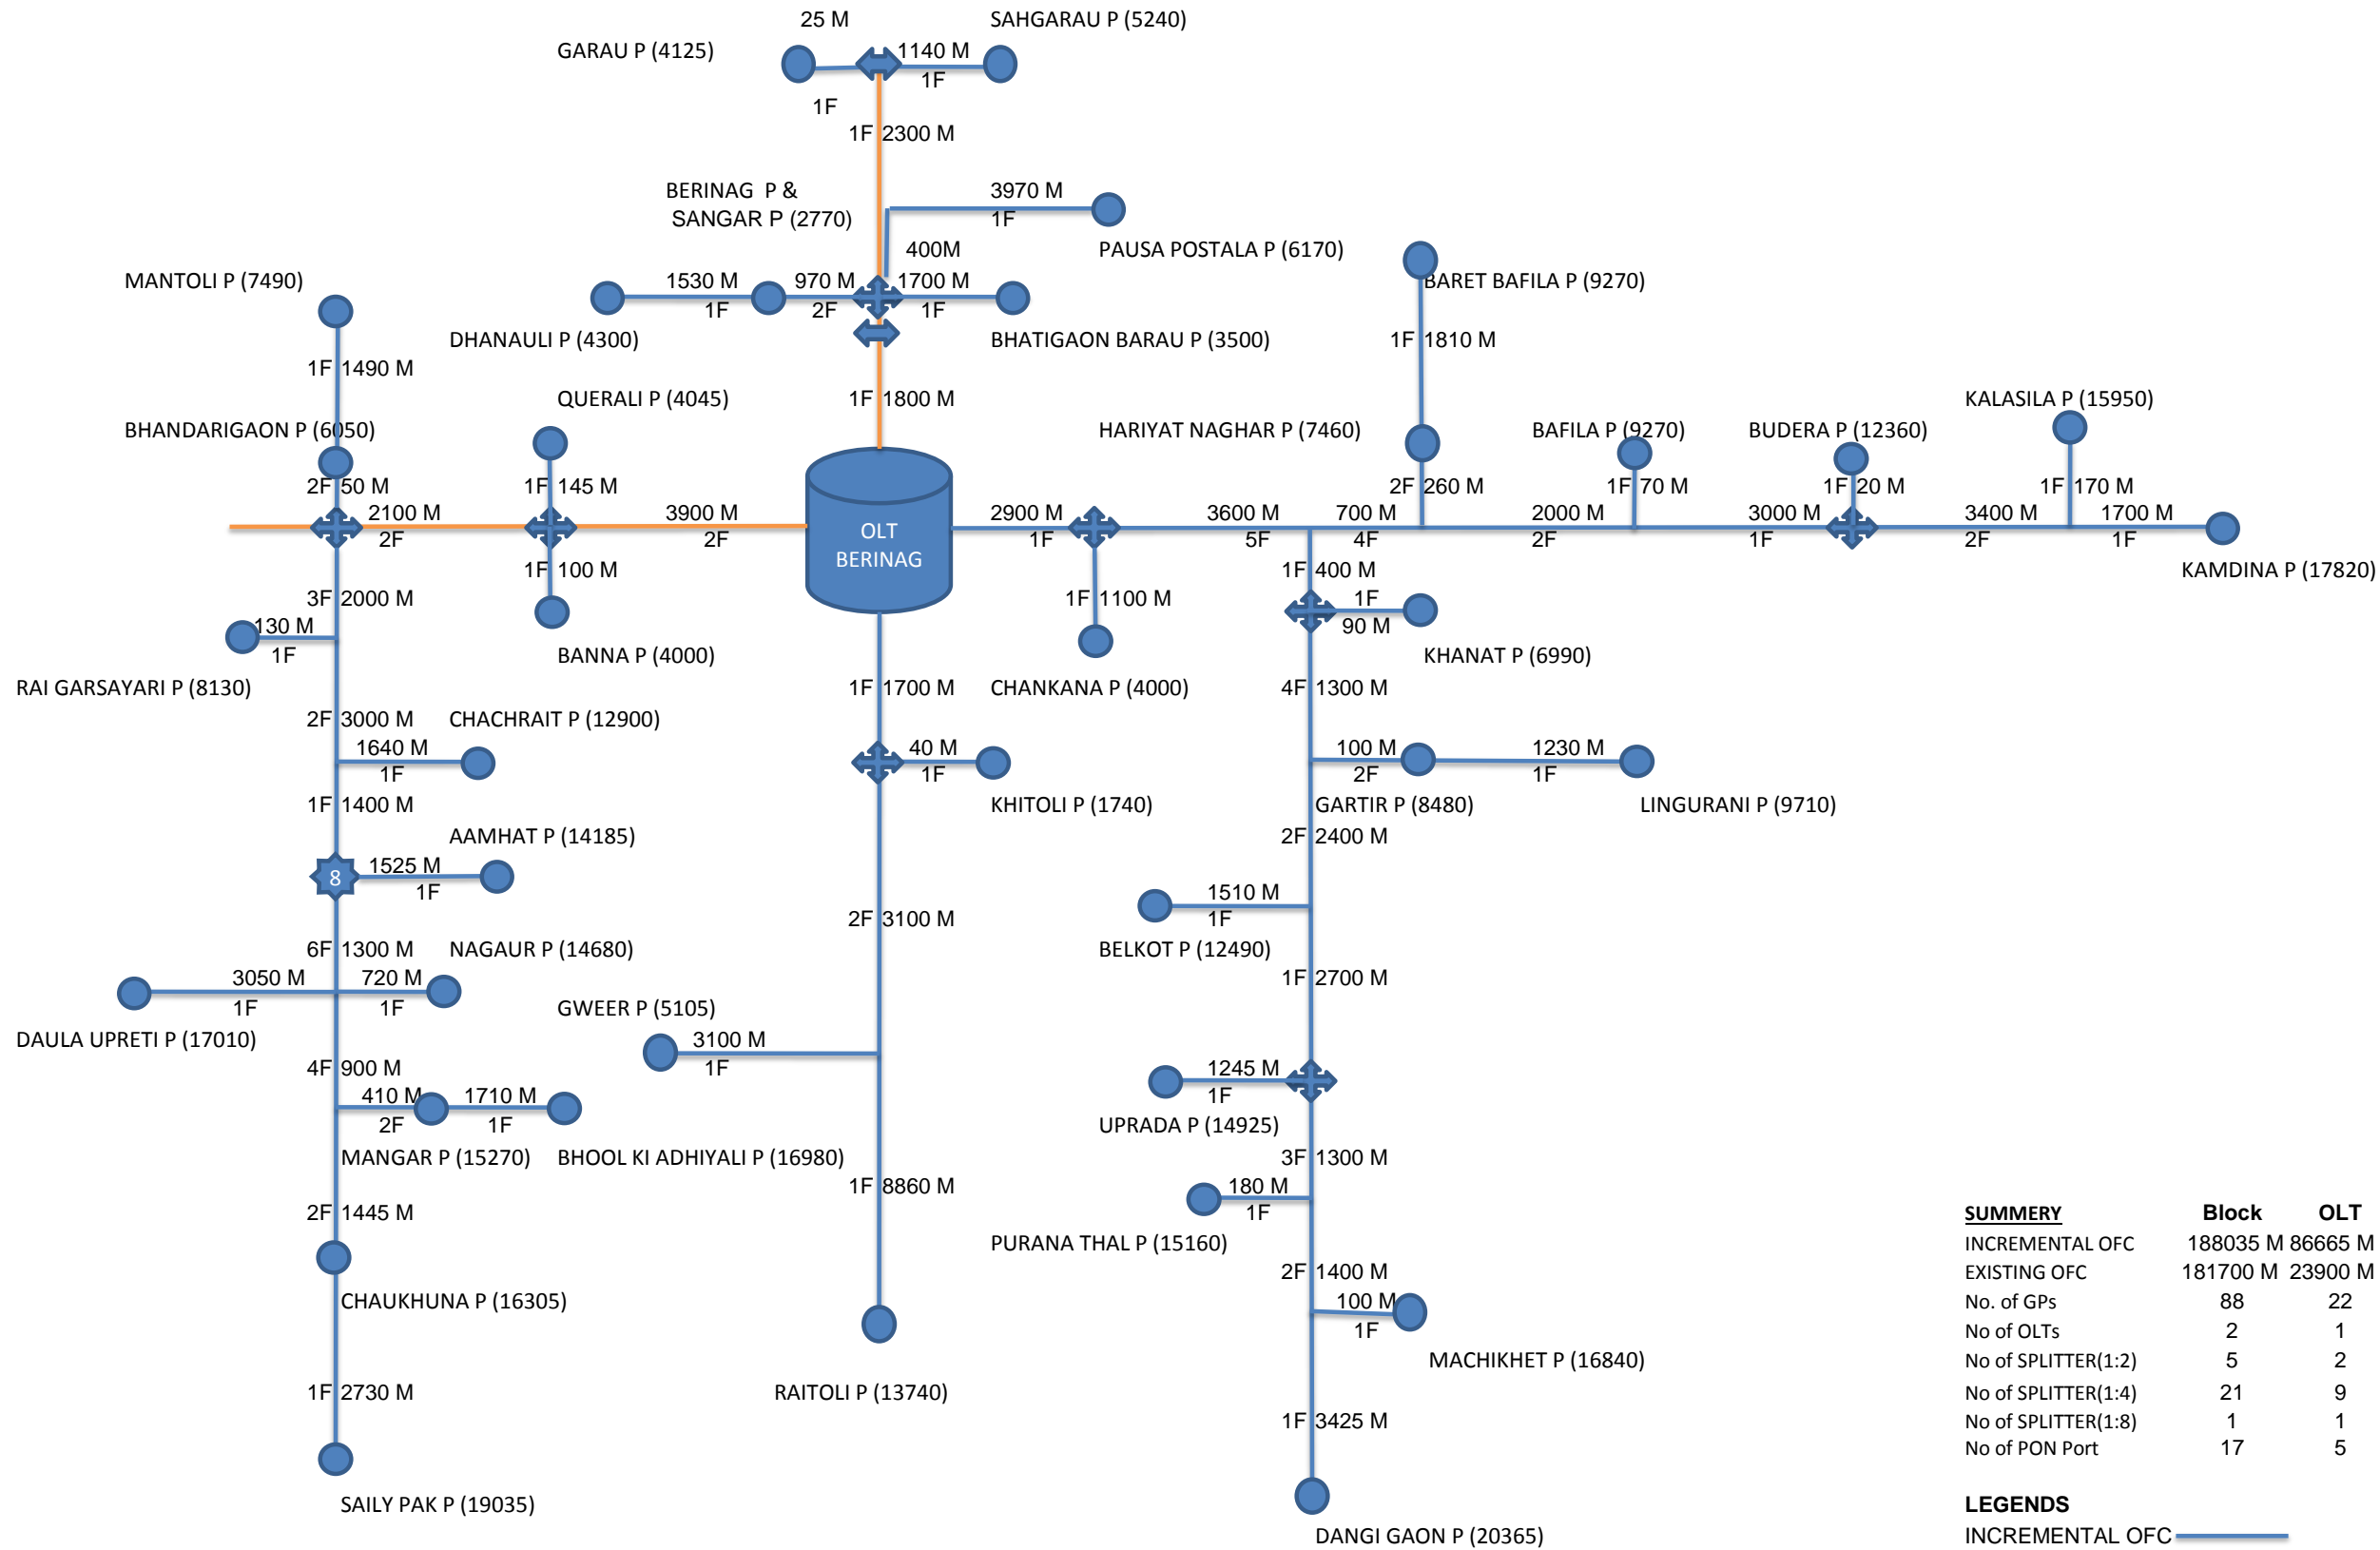 25 M
SAHGARAU P (5240)
GARAU P (4125)
1140 M
1F
1F
1F 2300 M
BERINAG P &
SANGAR P (2770)
3970 M
1F
400M
PAUSA POSTALA P (6170)
MANTOLI P (7490)
1530 M
1F
970 M
2F
1700 M
1F
BARET BAFILA P (9270)
DHANAULI P (4300)
BHATIGAON BARAU P (3500)
1F 1810 M
1F 1490 M
QUERALI P (4045)
1F 1800 M
KALASILA P (15950)
BHANDARIGAON P (6050)
HARIYAT NAGHAR P (7460)
BAFILA P (9270)
BUDERA P (12360)
2F 50 M
1F 145 M
2F 260 M
1F 70 M
1F 20 M
1F 170 M
2100 M
2F
3900 M
2F
OLT
BERINAG
2900 M
1F
3600 M
5F
700 M
4F
2000 M
2F
3000 M
1F
3400 M
2F
1700 M
1F
KAMDINA P (17820)
1F 100 M
1F 400 M
3F 2000 M
1F 1100 M
1F
90 M
130 M
1F
BANNA P (4000)
KHANAT P (6990)
RAI GARSAYARI P (8130)
1F 1700 M
CHANKANA P (4000)
4F 1300 M
2F 3000 M
CHACHRAIT P (12900)
1640 M
1F
40 M
1F
100 M
2F
1230 M
1F
1F 1400 M
KHITOLI P (1740)
GARTIR P (8480)
LINGURANI P (9710)
AAMHAT P (14185)
2F 2400 M
8
1525 M
1F
1510 M
1F
2F 3100 M
6F 1300 M
NAGAUR P (14680)
BELKOT P (12490)
3050 M
1F
720 M
1F
1F 2700 M
GWEER P (5105)
DAULA UPRETI P (17010)
3100 M
1F
4F 900 M
1245 M
1F
410 M
2F
1710 M
1F
UPRADA P (14925)
MANGAR P (15270)
BHOOL KI ADHIYALI P (16980)
3F 1300 M
1F 8860 M
180 M
1F
2F 1445 M
PURANA THAL P (15160)
2F 1400 M
CHAUKHUNA P (16305)
100 M
1F
MACHIKHET P (16840)
1F 2730 M
RAITOLI P (13740)
1F 3425 M
SAILY PAK P (19035)
DANGI GAON P (20365)
SUMMERY Block OLT
INCREMENTAL OFC 188035 M 86665 M
EXISTING OFC 181700 M 23900 M
No. of GPs 88 22
No of OLTs 2 1
No of SPLITTER(1:2) 5 2
No of SPLITTER(1:4) 21 9
No of SPLITTER(1:8) 1 1
No of PON Port 17 5
LEGENDS
INCREMENTAL OFC